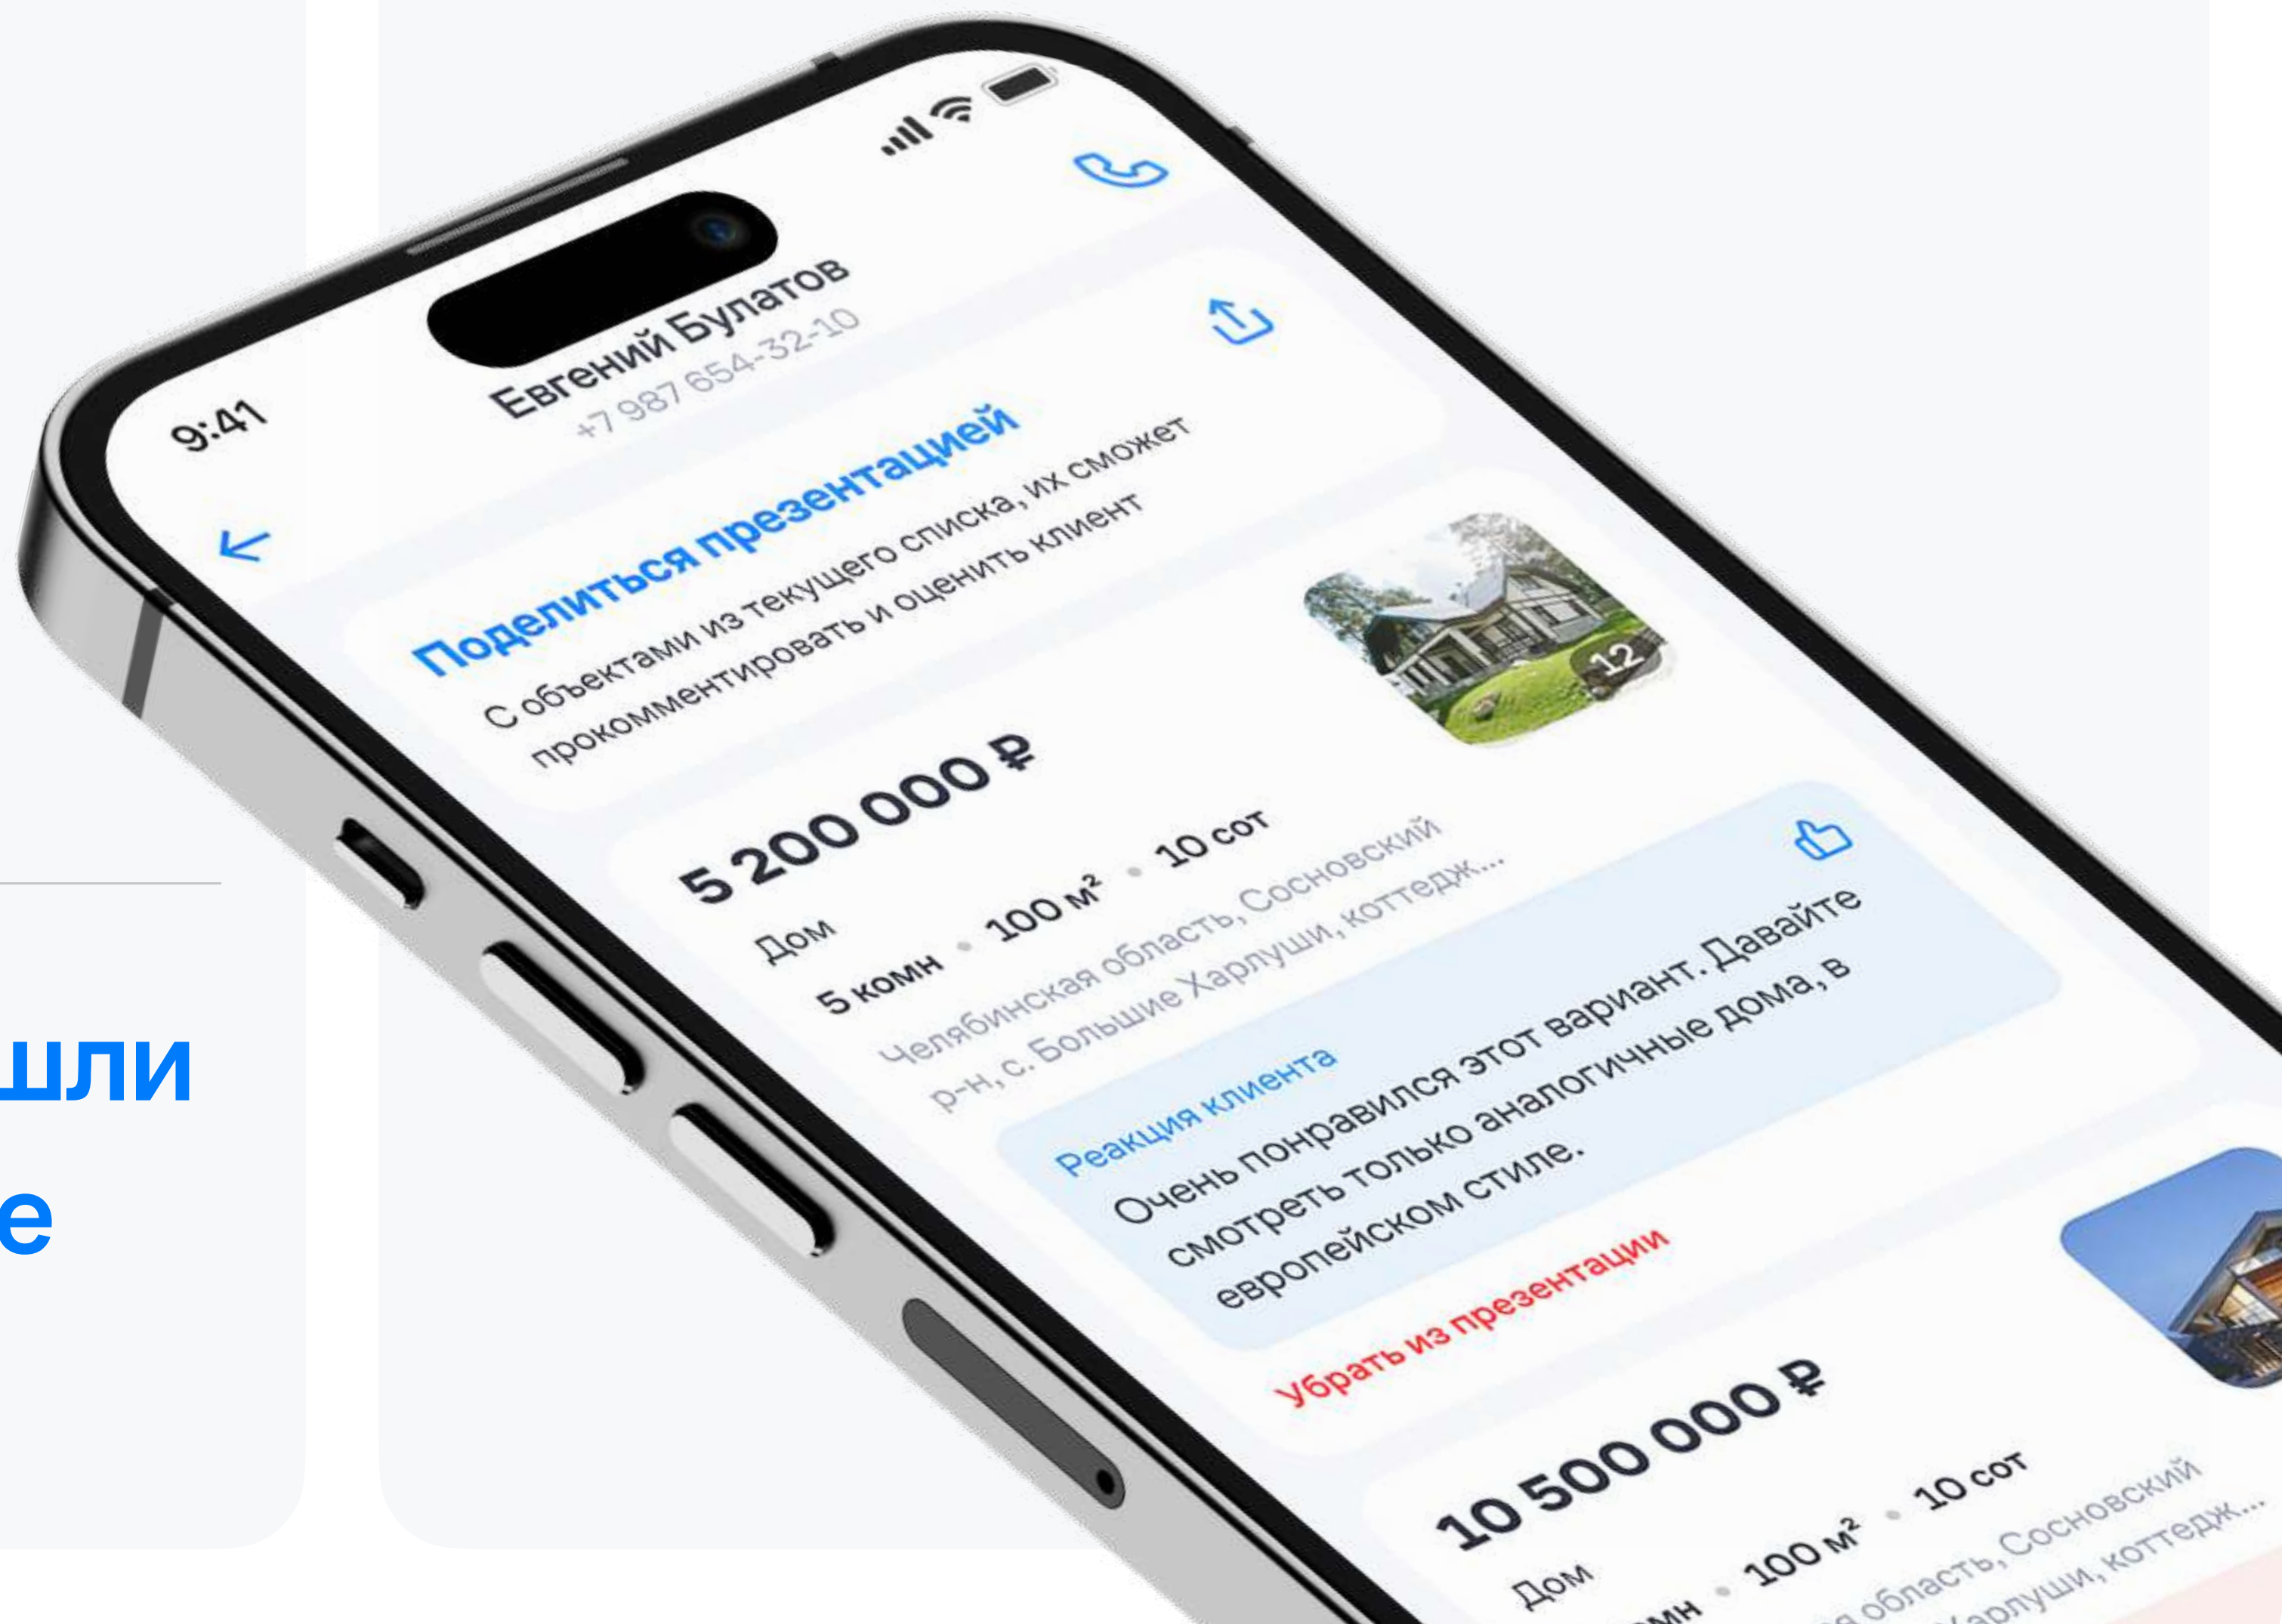 9:41
Евгений Булатов
+7 987 654-32-10
Поделиться презентацией
С объектами из текущего списка, их сможет
прокомментировать и оценить клиент
12
5 200 000 ₽
Дом
5 комн • 100 м² • 10 сот
Челябинская область, Сосновский
р-н, с. Большие Харлуши, коттедж...
Реакция клиента
Очень понравился этот вариант. Давайте
смотреть только аналогичные дома, в
европейском стиле.
Убрать из презентации
10 500 000 ₽
Дом
100 м² • 10 сот
область, Сосновский
коттедж...